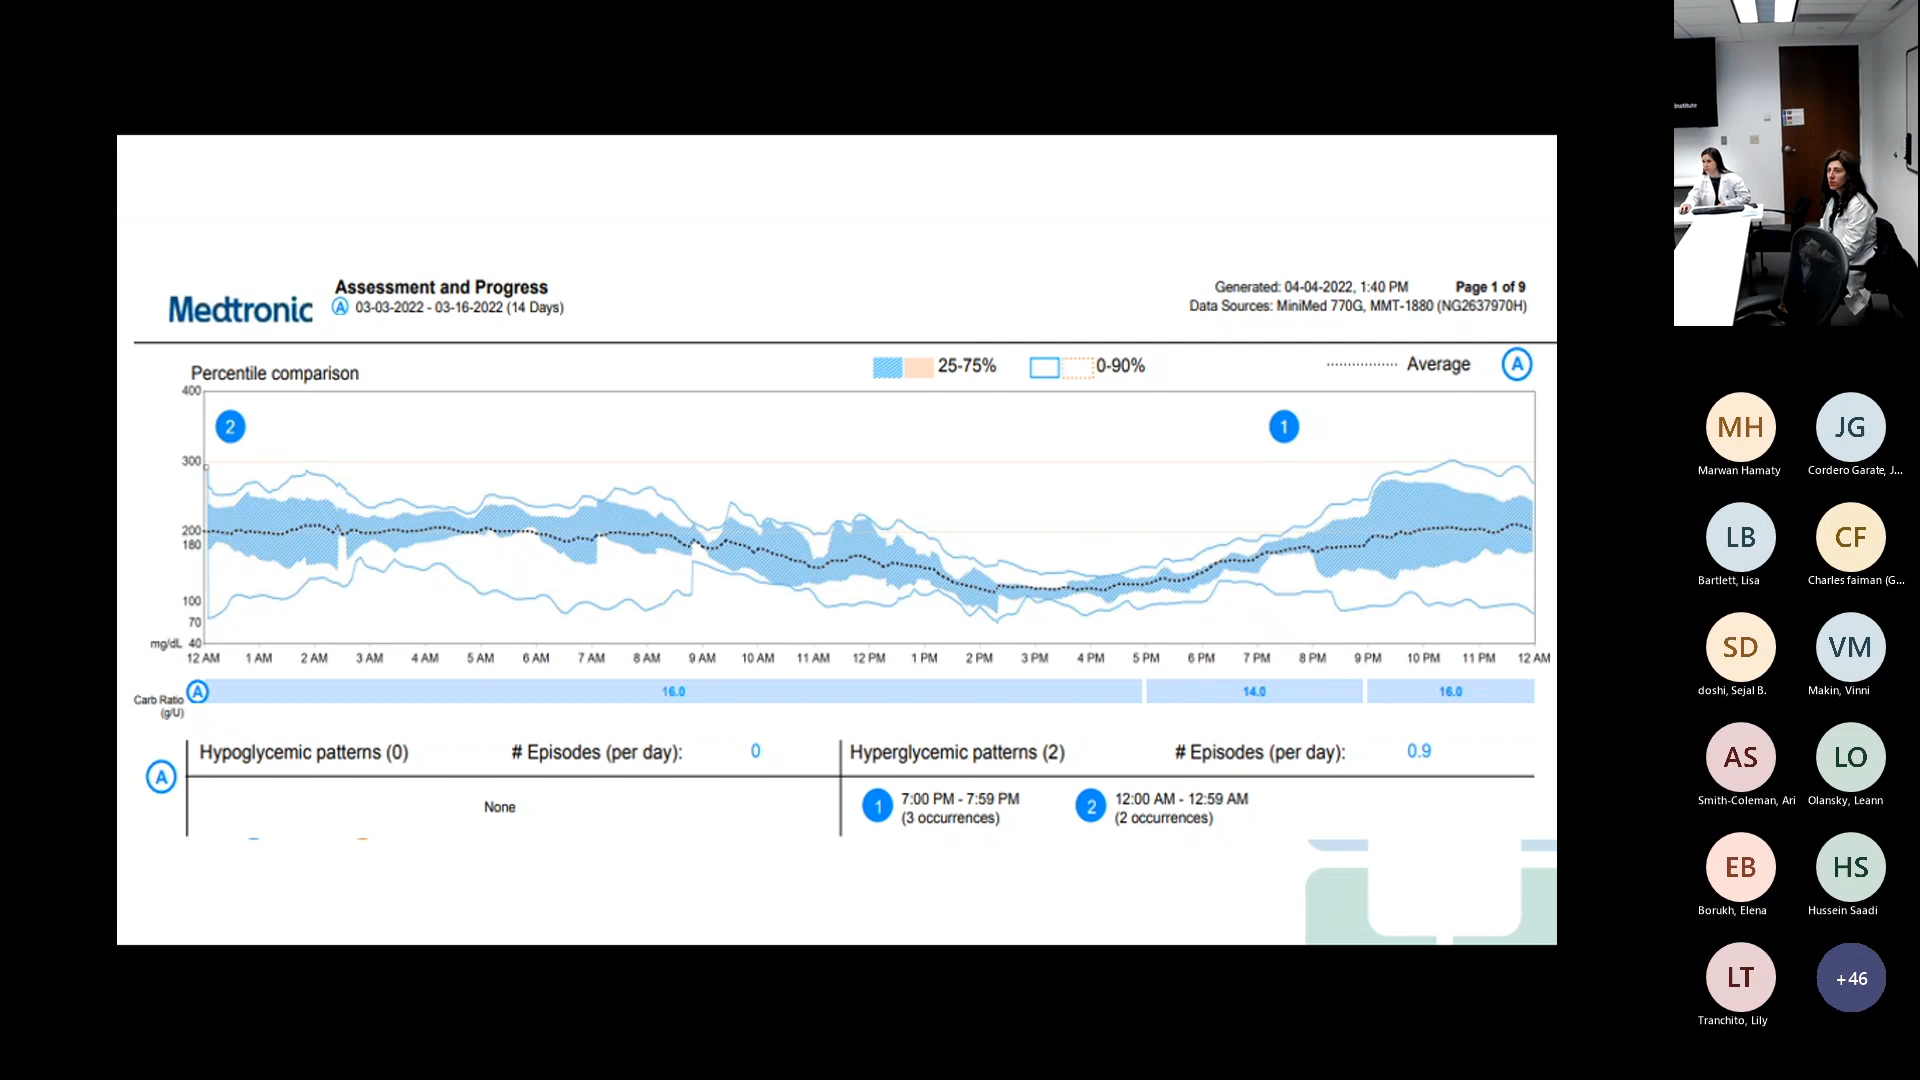 Medtronic
Assessment and Progress
A 03-03-2022 - 03-16-2022 (14 Days)
Generated: 04-04-2022, 1:40 PM Page 1 of 9
Data Sources: MiniMed 770G, MMT-1880 (NG2637970H)
Percentile comparison
25-75% 0-90% Average A
400
300
200
180
100
70
mg/dL 40
2
1
12 AM 1 AM 2 AM 3 AM 4 AM 5 AM 6 AM 7 AM 8 AM 9 AM 10 AM 11 AM 12 PM 1 PM 2 PM 3 PM 4 PM 5 PM 6 PM 7 PM 8 PM 9 PM 10 PM 11 PM 12 AM
Carb Ratio
(g/U)
A 16.0 14.0 16.0
A
Hypoglycemic patterns (0) # Episodes (per day): 0
None
Hyperglycemic patterns (2) # Episodes (per day): 0.9
1 7:00 PM - 7:59 PM
(3 occurrences)
2 12:00 AM - 12:59 AM
(2 occurrences)
Institute
MH
Marwan Hamaty
JG
Cordero Garate, J...
LB
Bartlett, Lisa
CF
Charles faiman (G...
SD
doshi, Sejal B.
VM
Makin, Vinni
AS
Smith-Coleman, Ari
LO
Olansky, Leann
EB
Borukh, Elena
HS
Hussein Saadi
LT
Tranchito, Lily
+46